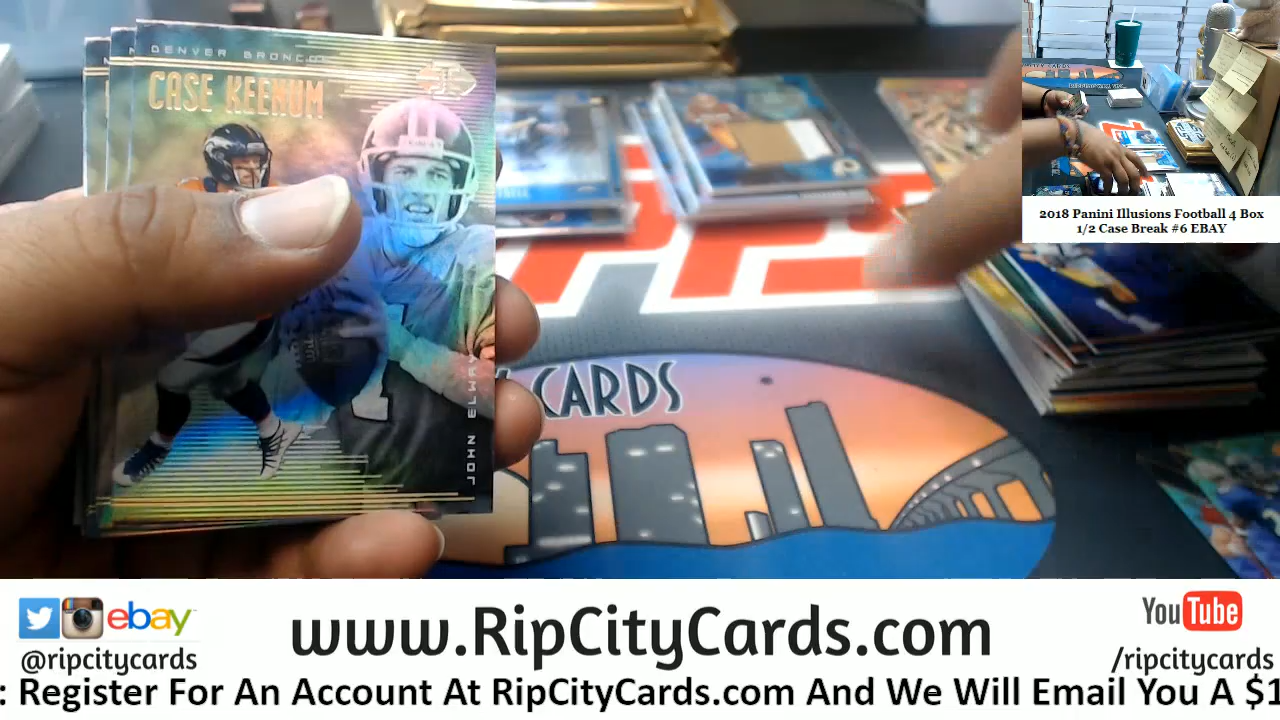 DENVER BRONCOS
CASE KEENUM
JOHN ELWAY
CARDS
2018 Panini Illusions Football 4 Box
1/2 Case Break #6 EBAY
ebay
@ripcitycards
www.RipCityCards.com
YouTube
/ripcitycards
: Register For An Account At RipCityCards.com And We Will Email You A $1